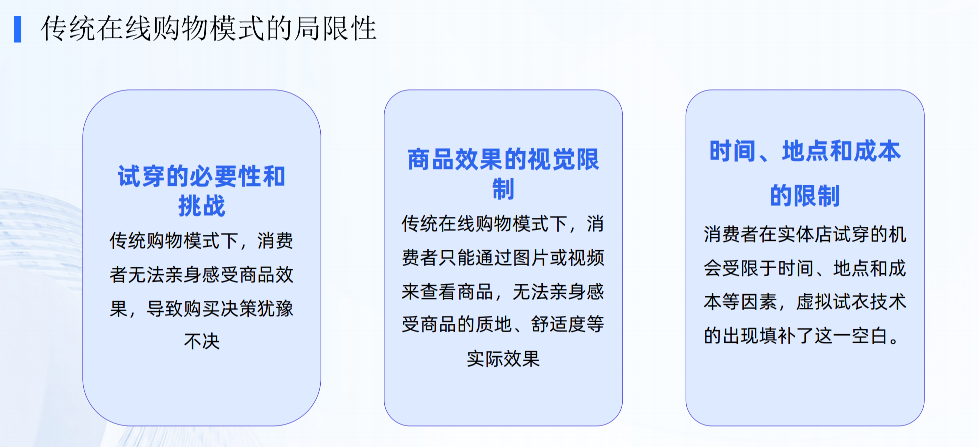 传统在线购物模式的局限性
试穿的必要性和
挑战
传统购物模式下，消费
者无法亲身感受商品效
果，导致购买决策犹豫
不决
商品效果的视觉限
制
传统在线购物模式下，消
费者只能通过图片或视频
来查看商品，无法亲身感
受商品的质地、舒适度等
实际效果
时间、地点和成本
的限制
消费者在实体店试穿的机
会受限于时间、地点和成
本等因素，虚拟试衣技术
的出现填补了这一空白。